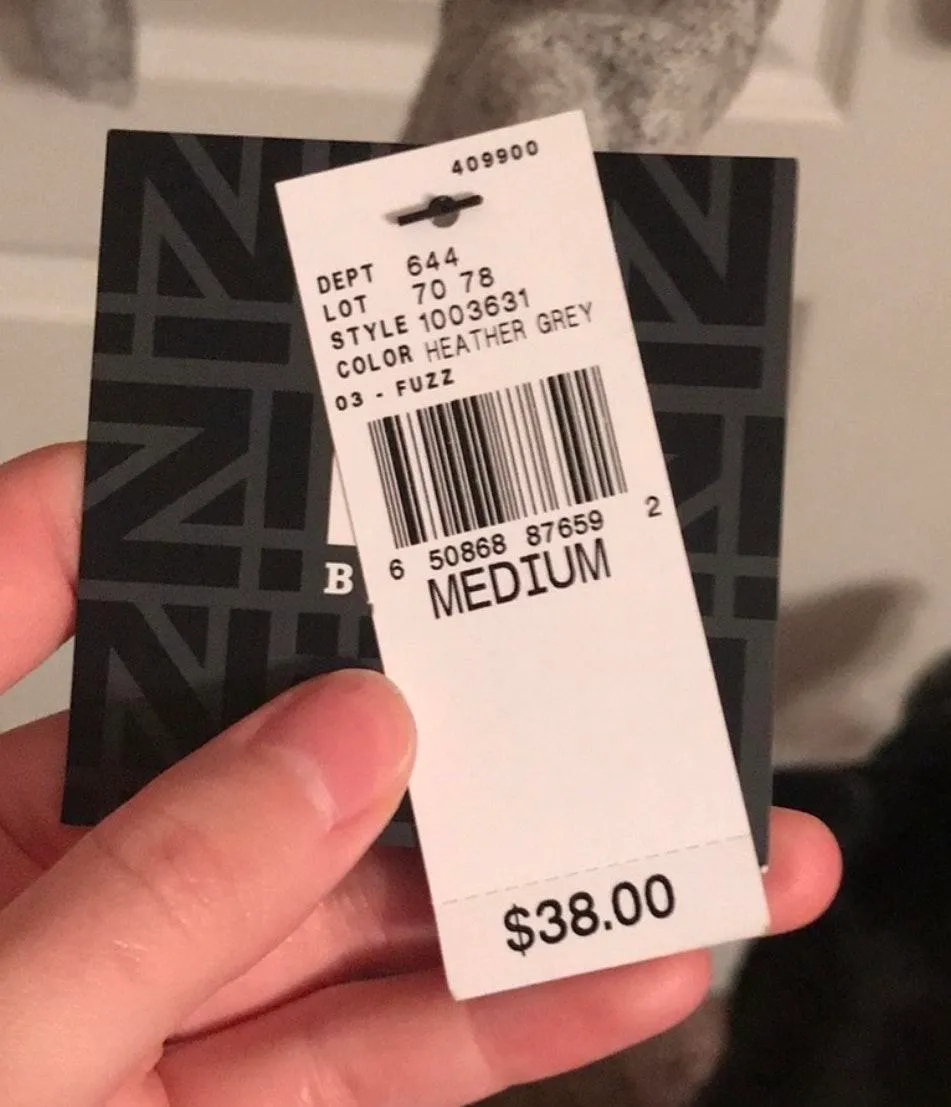 409900
DEPT 644
LOT 70 78
STYLE 1003631
COLOR HEATHER GREY
03 - FUZZ
6 50868 87659 2
MEDIUM
$38.00
B